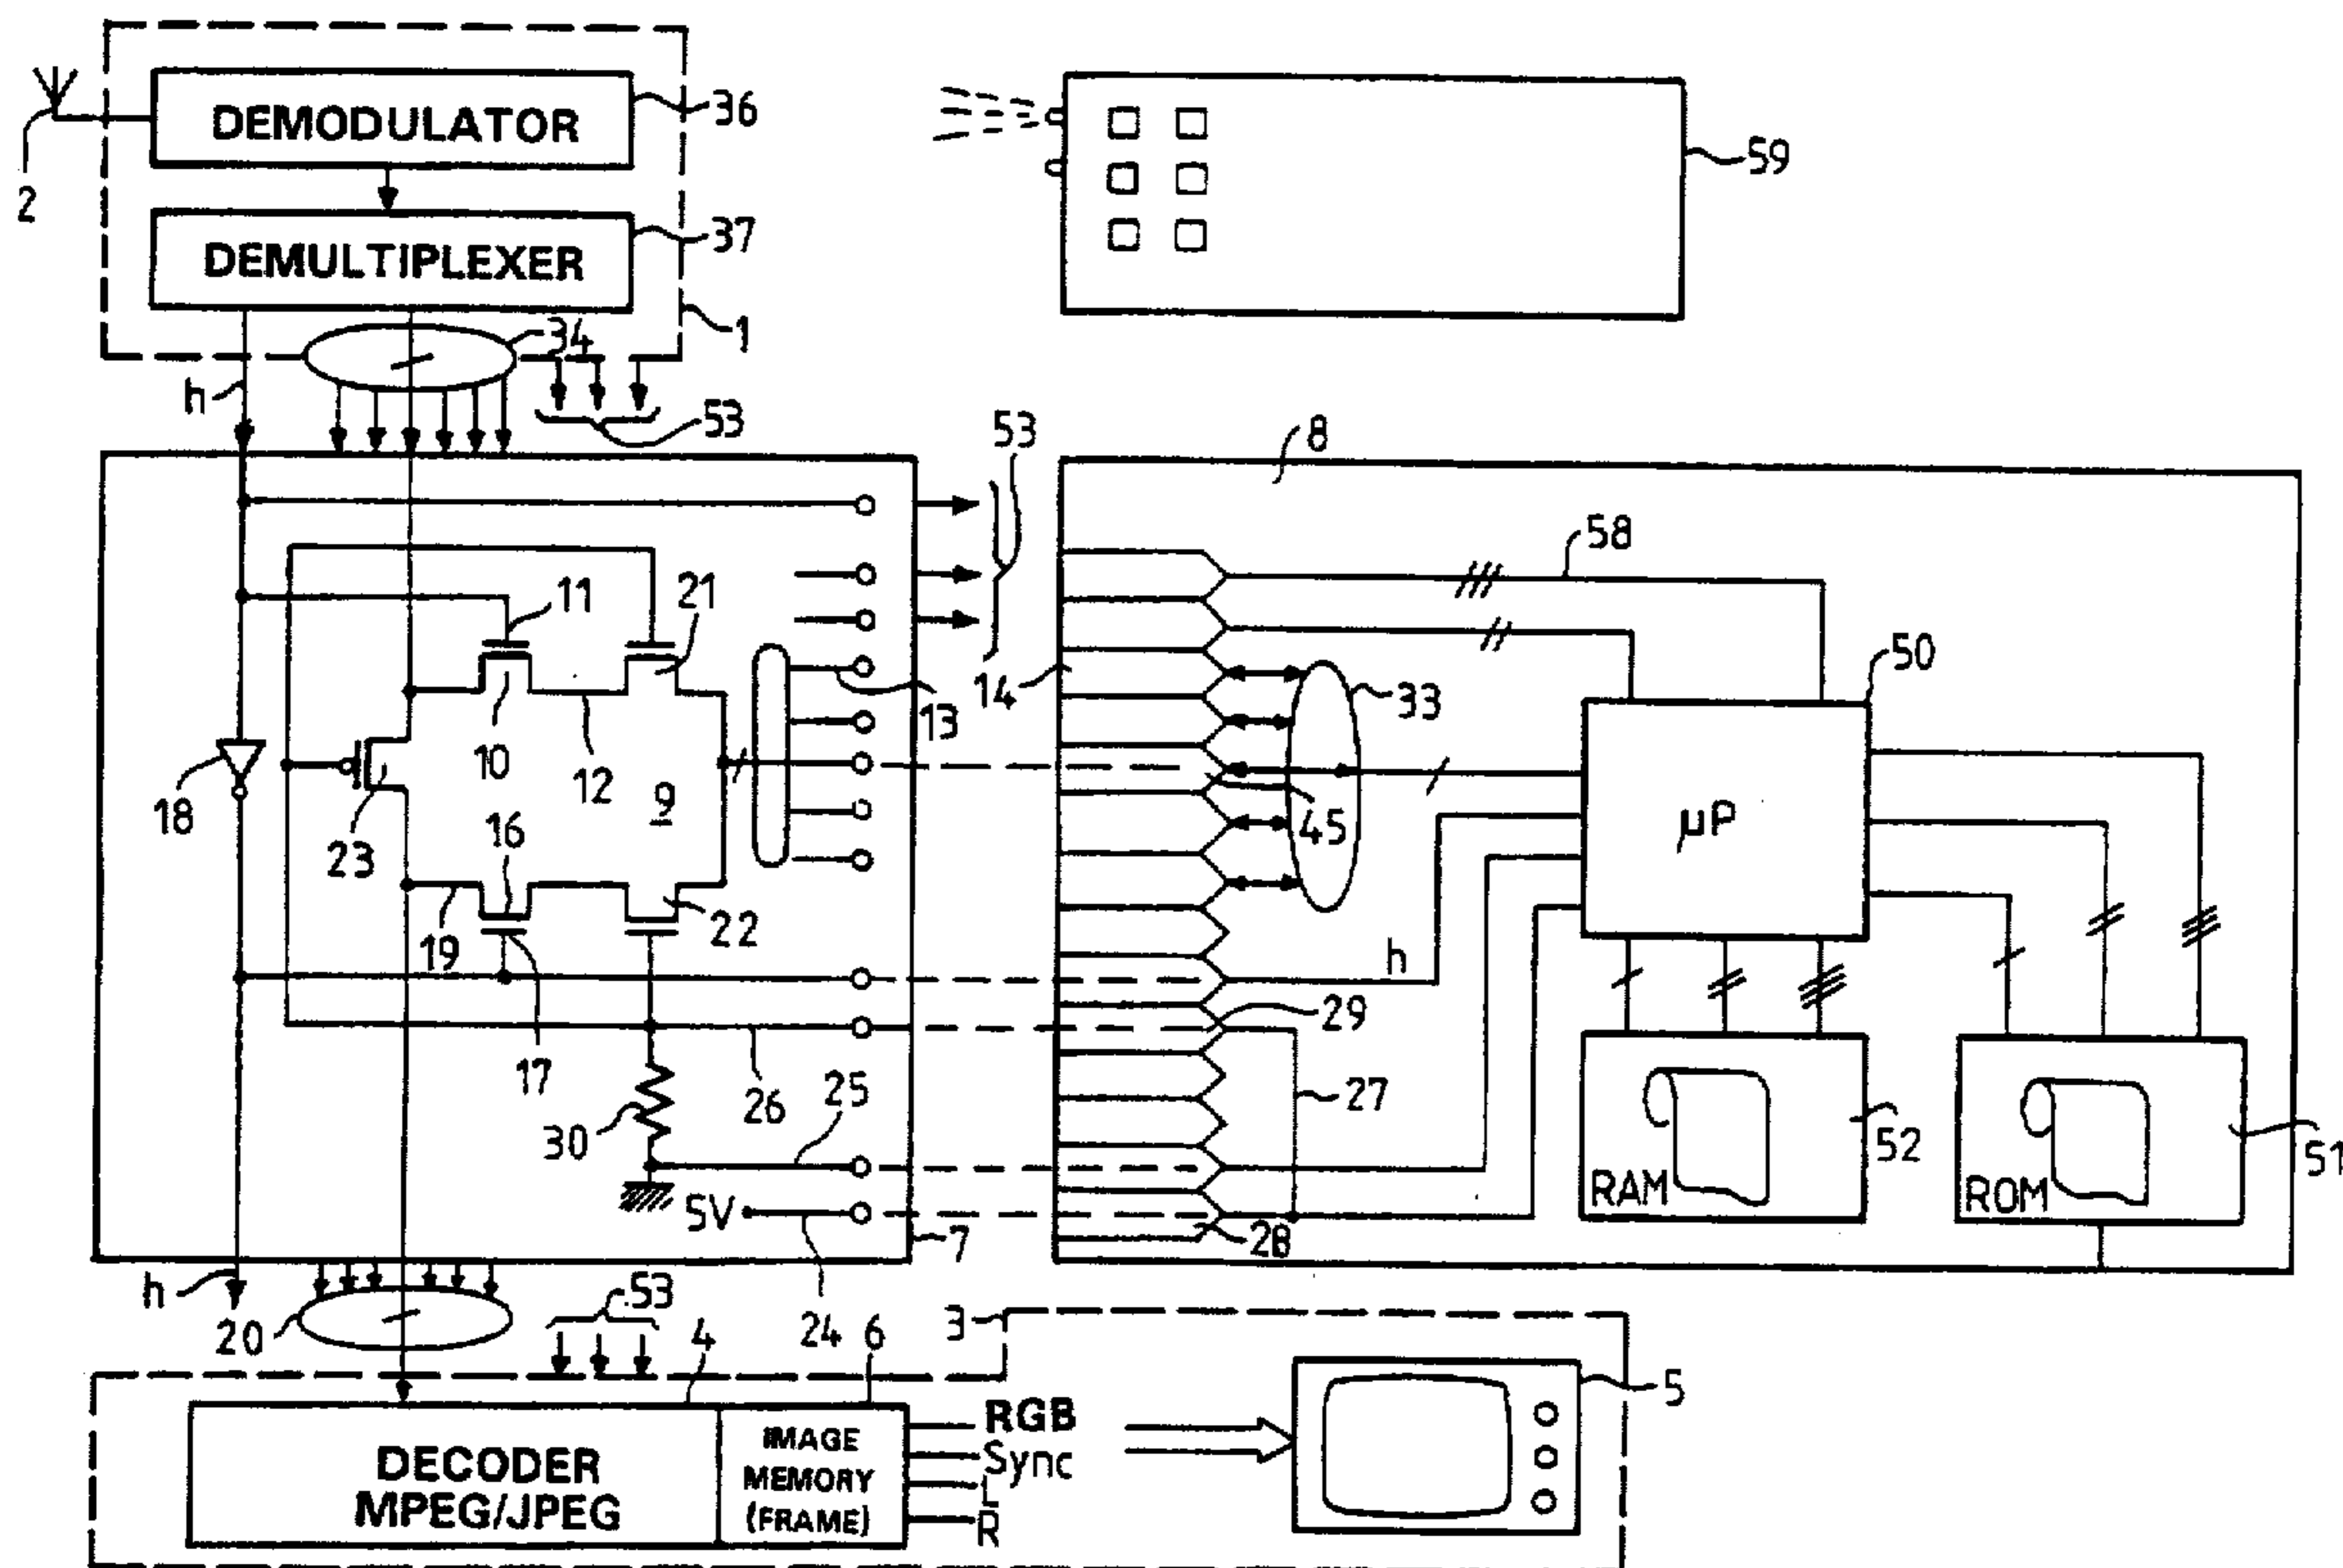 DEMODULATOR
36
2
DEMULTIPLEXER
37
1
34
h
53
59
53
8
58
11
21
14
13
33
50
10
12
9
18
23
16
45
µP
19
22
h
17
26
29
25
27
30
5V
24
7
28
RAM
52
ROM
51
h
20
53
4
6
3
5
DECODER
MPEG/JPEG
IMAGE
MEMORY
(FRAME)
RGB
Sync
L
R